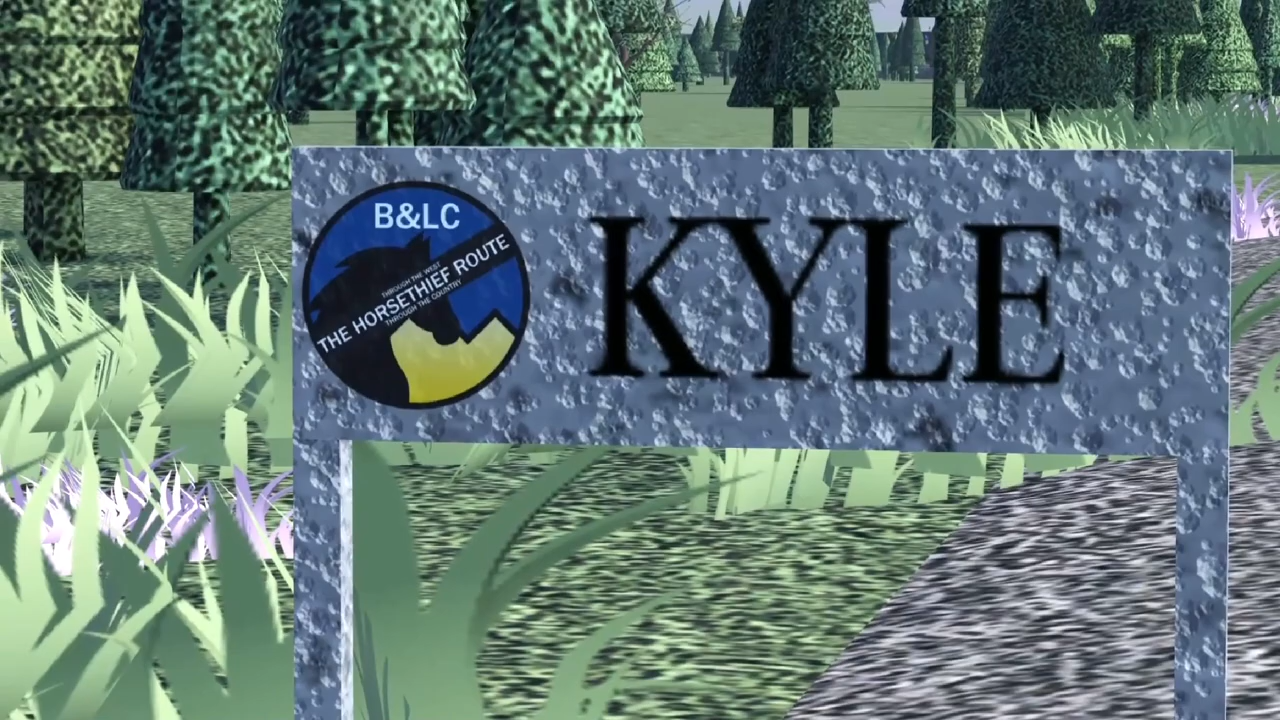 B&LC
THROUGH THE WEST
THE HORSETHIEF ROUTE
THROUGH THE COUNTRY
KYLE